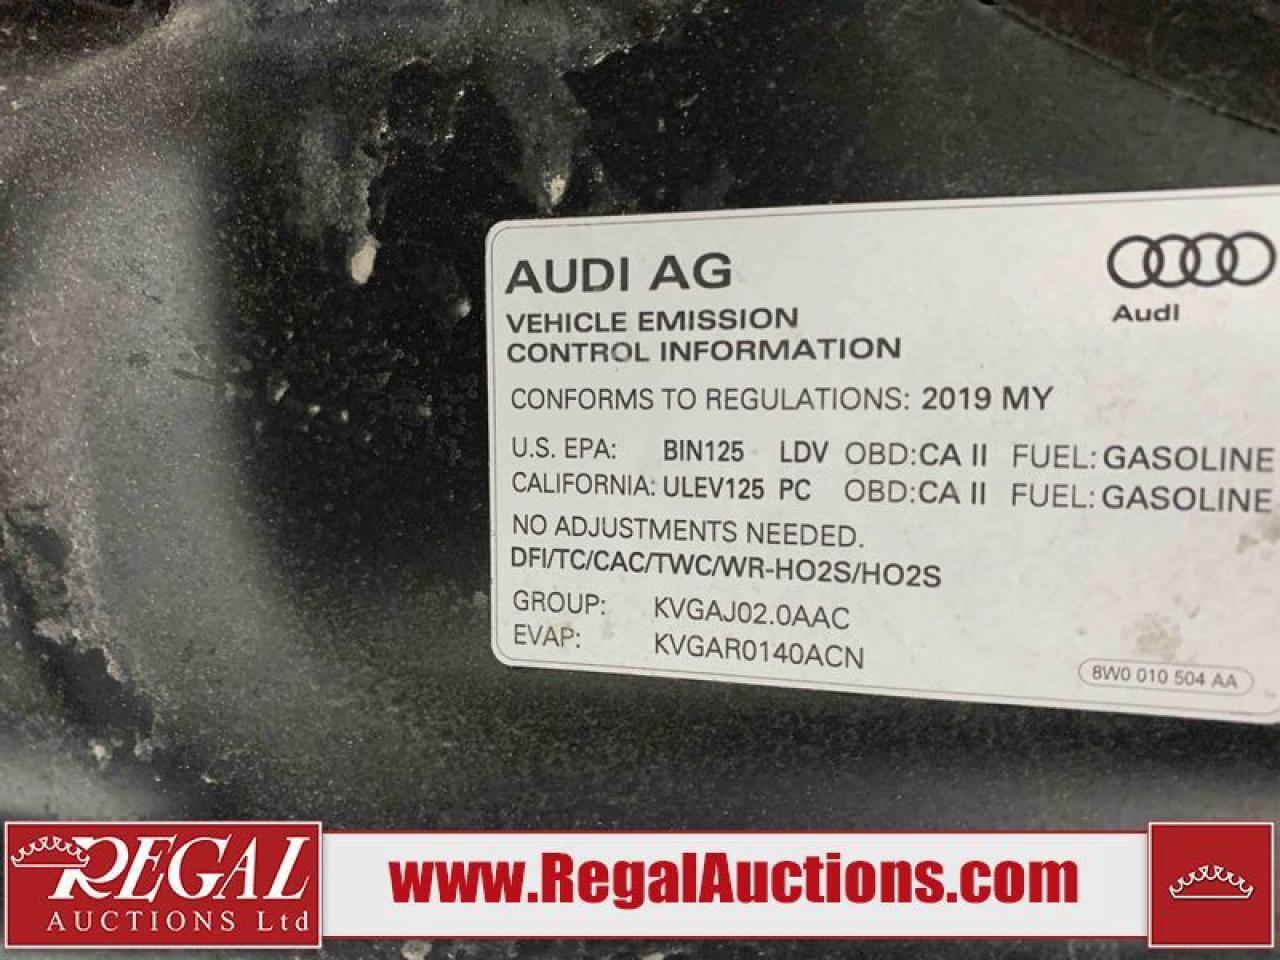 AUDI AG
Audi
VEHICLE EMISSION
CONTROL INFORMATION
CONFORMS TO REGULATIONS: 2019 MY
U.S. EPA: BIN125 LDV OBD:CA II FUEL: GASOLINE
CALIFORNIA: ULEV125 PC OBD:CA II FUEL: GASOLINE
NO ADJUSTMENTS NEEDED.
DFI/TC/CAC/TWC/WR-HO2S/HO2S
GROUP: KVGAJ02.0AAC
EVAP: KVGAR0140ACN
8W0 010 504 AA
REGAL
AUCTIONS Ltd
www.RegalAuctions.com